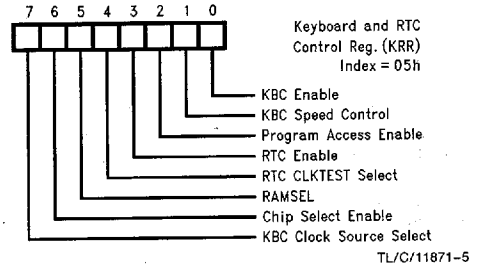 7 6 5 4 3 2 1 0
Keyboard and RTC
Control Reg. (KRR)
Index = 05h
KBC Enable
KBC Speed Control
Program Access Enable
RTC Enable
RTC CLKTEST Select
RAMSEL
Chip Select Enable
KBC Clock Source Select
TL/C/11871-5